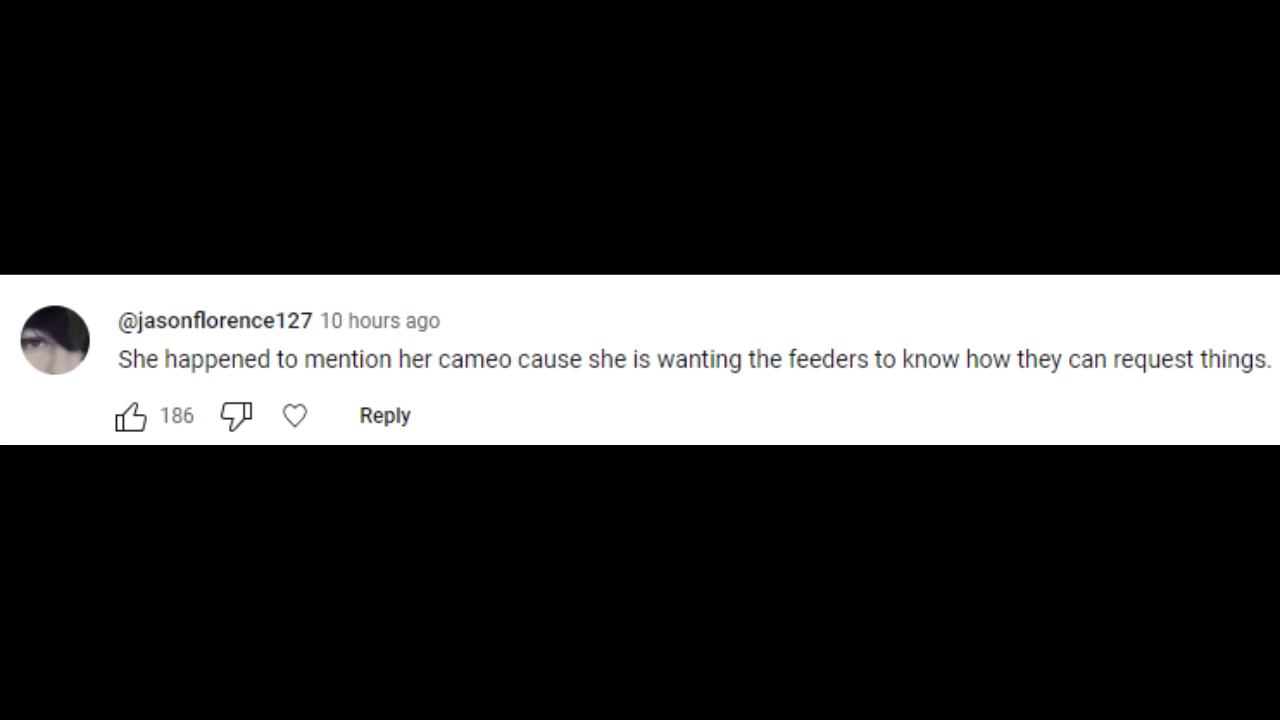 @jasonflorence127 10 hours ago
She happened to mention her cameo cause she is wanting the feeders to know how they can request things.
186 Reply